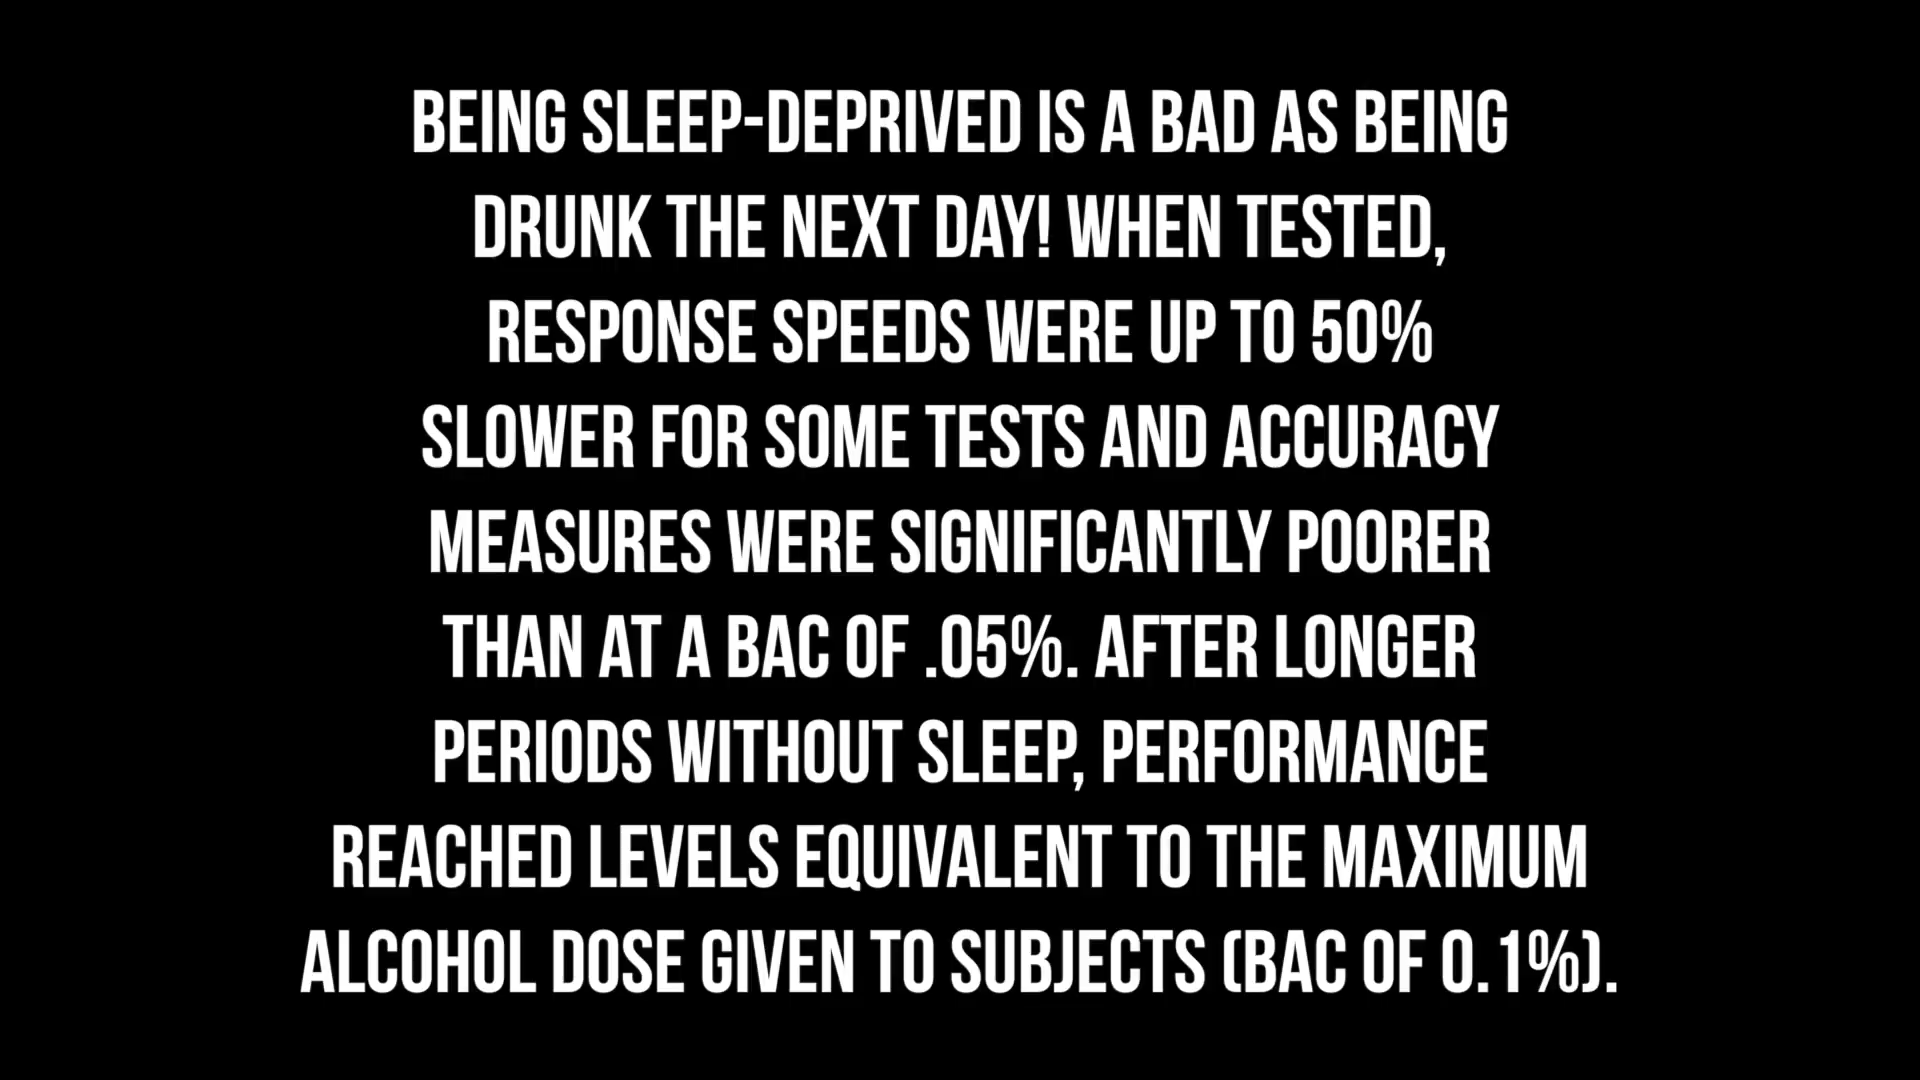 BEING SLEEP-DEPRIVED IS A BAD AS BEING
DRUNK THE NEXT DAY! WHEN TESTED,
RESPONSE SPEEDS WERE UP TO 50%
SLOWER FOR SOME TESTS AND ACCURACY
MEASURES WERE SIGNIFICANTLY POORER
THAN AT A BAC OF .05%. AFTER LONGER
PERIODS WITHOUT SLEEP, PERFORMANCE
REACHED LEVELS EQUIVALENT TO THE MAXIMUM
ALCOHOL DOSE GIVEN TO SUBJECTS (BAC OF 0.1%).